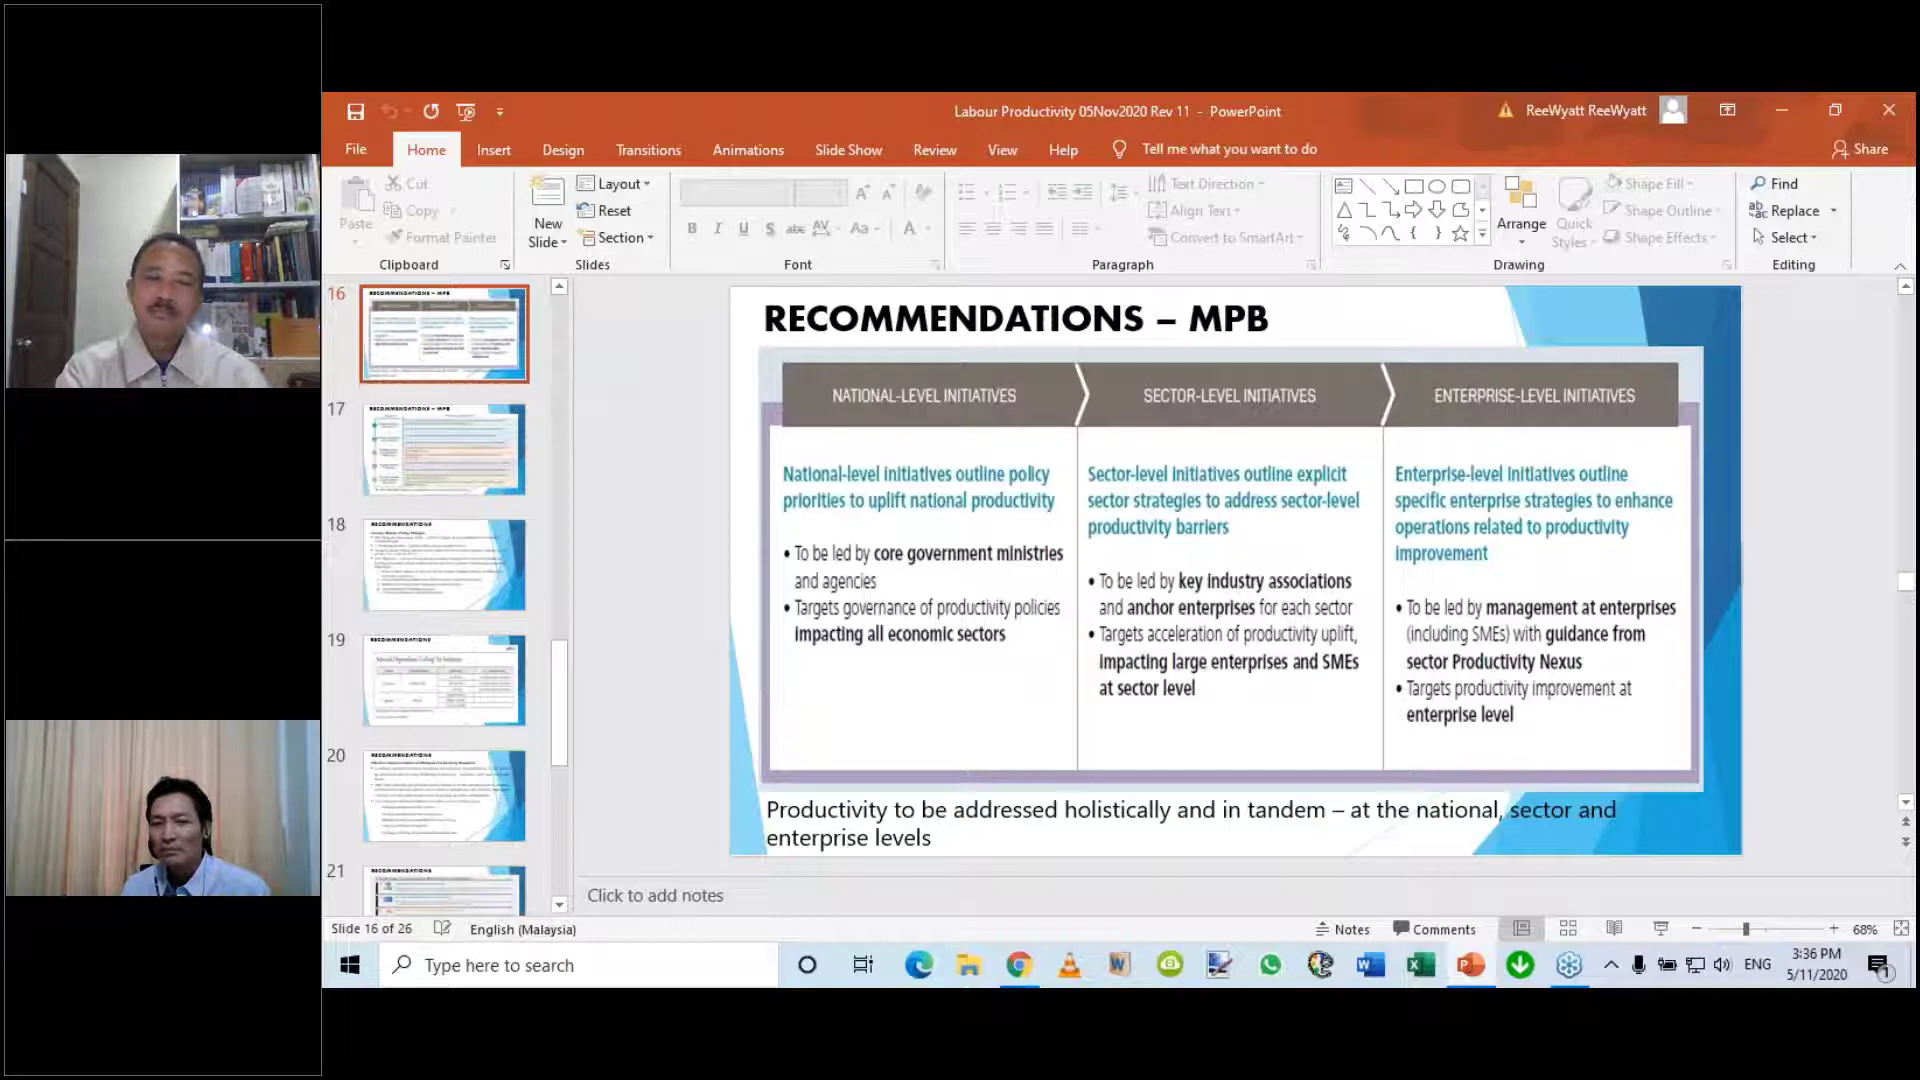 Labour Productivity 05Nov2020 Rev 11 - PowerPoint
ReeWyatt ReeWyatt
File
Home
Insert
Design
Transitions
Animations
Slide Show
Review
View
Help
Tell me what you want to do
Share
Paste
Cut
Copy
Format Painter
Clipboard
New Slide
Layout
Reset
Section
Slides
Font
Text Direction
Align Text
Convert to SmartArt
Paragraph
Arrange
Quick Styles
Shape Fill
Shape Outline
Shape Effects
Drawing
Find
Replace
Select
Editing
16
RECOMMENDATIONS – MPB
17
RECOMMENDATIONS – MPB
18
RECOMMENDATIONS
19
RECOMMENDATIONS
20
RECOMMENDATIONS
21
RECOMMENDATIONS
RECOMMENDATIONS – MPB
NATIONAL-LEVEL INITIATIVES
National-level initiatives outline policy
priorities to uplift national productivity
• To be led by core government ministries
and agencies
• Targets governance of productivity policies
impacting all economic sectors
SECTOR-LEVEL INITIATIVES
Sector-level initiatives outline explicit
sector strategies to address sector-level
productivity barriers
• To be led by key industry associations
and anchor enterprises for each sector
• Targets acceleration of productivity uplift,
impacting large enterprises and SMEs
at sector level
ENTERPRISE-LEVEL INITIATIVES
Enterprise-level initiatives outline
specific enterprise strategies to enhance
operations related to productivity
improvement
• To be led by management at enterprises
(including SMEs) with guidance from
sector Productivity Nexus
• Targets productivity improvement at
enterprise level
Productivity to be addressed holistically and in tandem – at the national, sector and
enterprise levels
Click to add notes
Slide 16 of 26
English (Malaysia)
Notes
Comments
68%
Type here to search
ENG
3:36 PM
5/11/2020